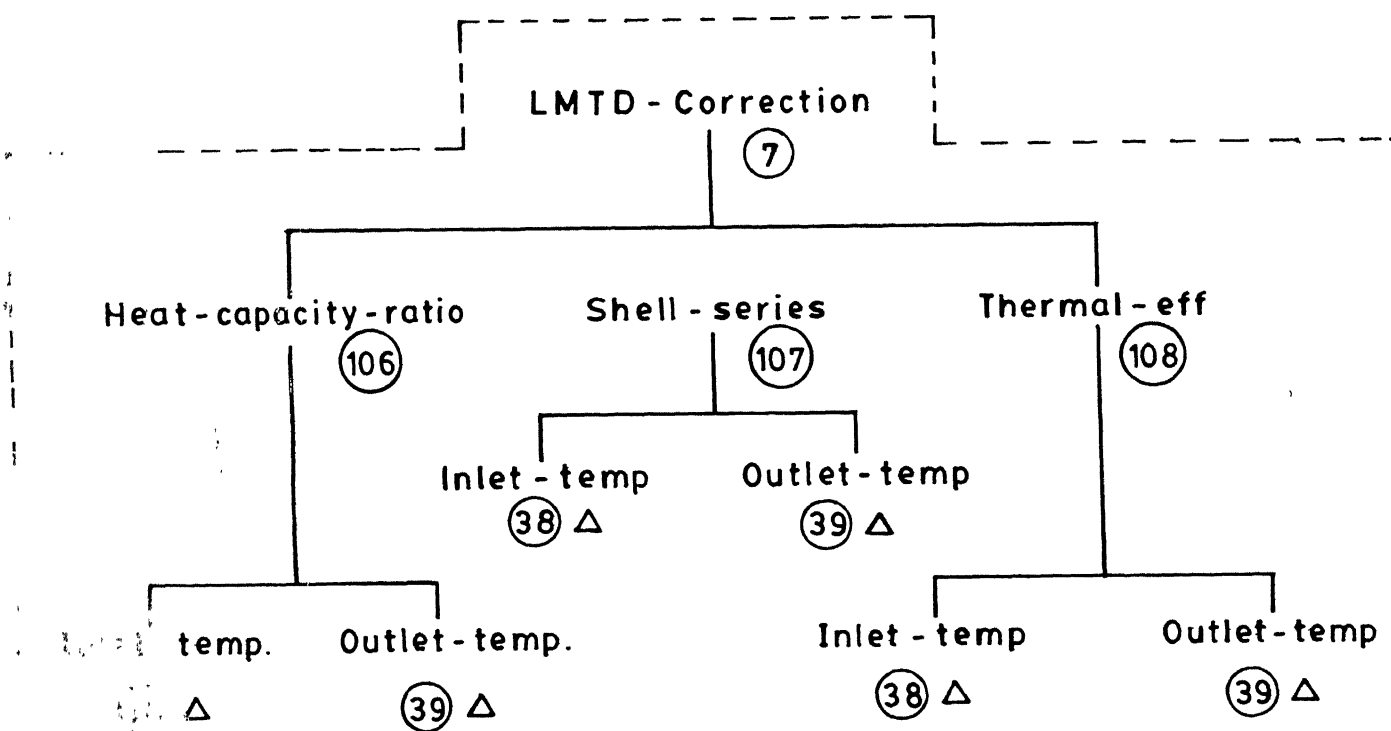 LMTD - Correction
7
Heat - capacity - ratio
Shell - series
Thermal - eff
106
107
108
Inlet - temp
Outlet - temp
38 Δ
39 Δ
temp.
Outlet - temp.
Inlet - temp
Outlet - temp
Δ
39 Δ
38 Δ
39 Δ